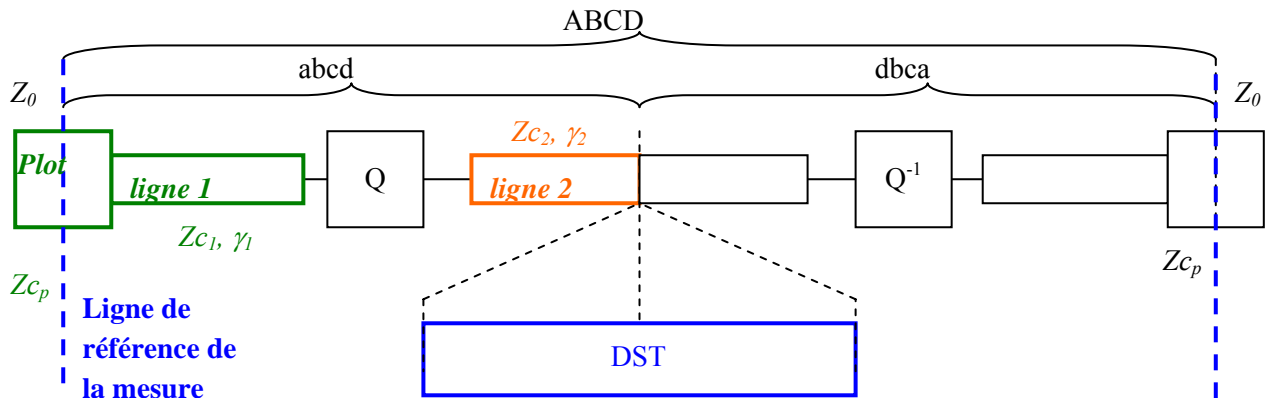 ABCD
abcd
dbca
Z0
Z0
Plot
ligne 1
Q
Zc2, γ2
ligne 2
Q-1
Zc1, γ1
Zcp
Zcp
Ligne de
référence de
la mesure
DST